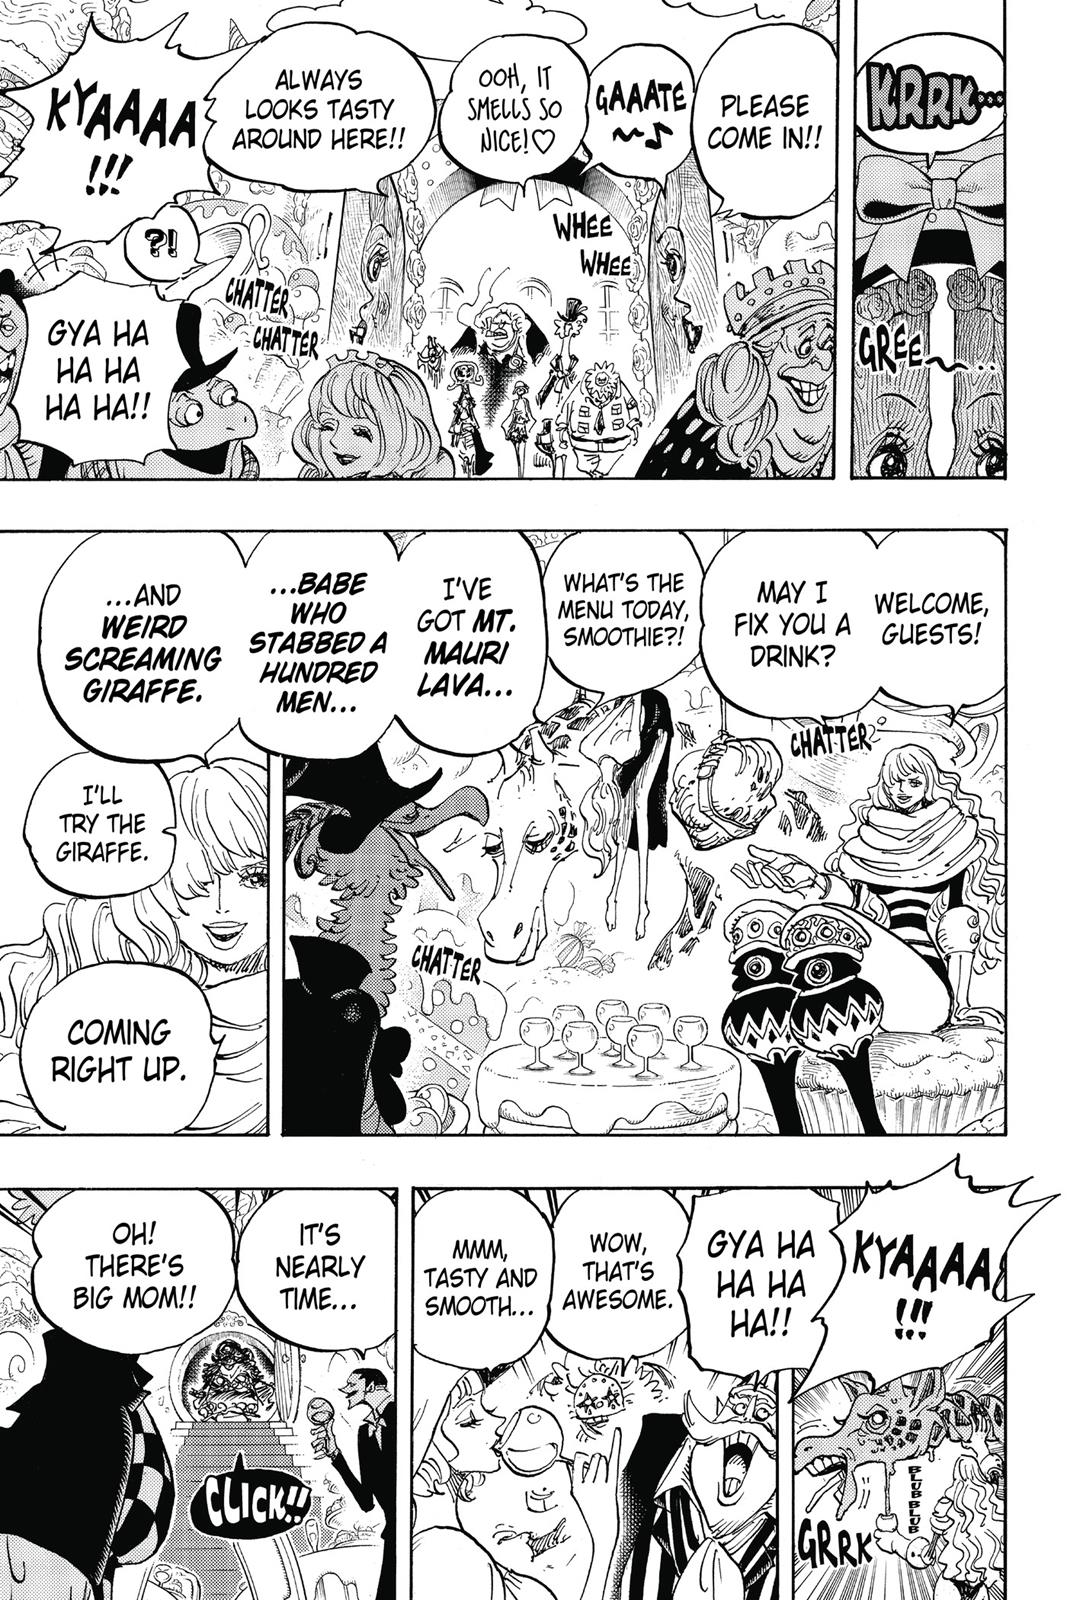 KRRK...
GREE~...
PLEASE
COME IN!!
GAAATE
~♪
OOH, IT
SMELLS SO
NICE!♡
ALWAYS
LOOKS TASTY
AROUND HERE!!
WHEE
WHEE
KYAAAA
!!!
?!
!!
CHATTER
CHATTER
GYA HA
HA HA
HA HA!!
WELCOME,
GUESTS!
MAY I
FIX YOU A
DRINK?
WHAT'S THE
MENU TODAY,
SMOOTHIE?!
CHATTER
I'VE
GOT MT.
MAURI
LAVA...
...BABE
WHO
STABBED A
HUNDRED
MEN...
...AND
WEIRD
SCREAMING
GIRAFFE.
CHATTER
I'LL
TRY THE
GIRAFFE.
COMING
RIGHT UP.
KYAAAA
!!!
BLUB BLUB
GRRK
GYA HA
HA HA
HA!!
WOW,
THAT'S
AWESOME.
MMM,
TASTY AND
SMOOTH...
IT'S
NEARLY
TIME...
OH!
THERE'S
BIG MOM!!
CLICK!!